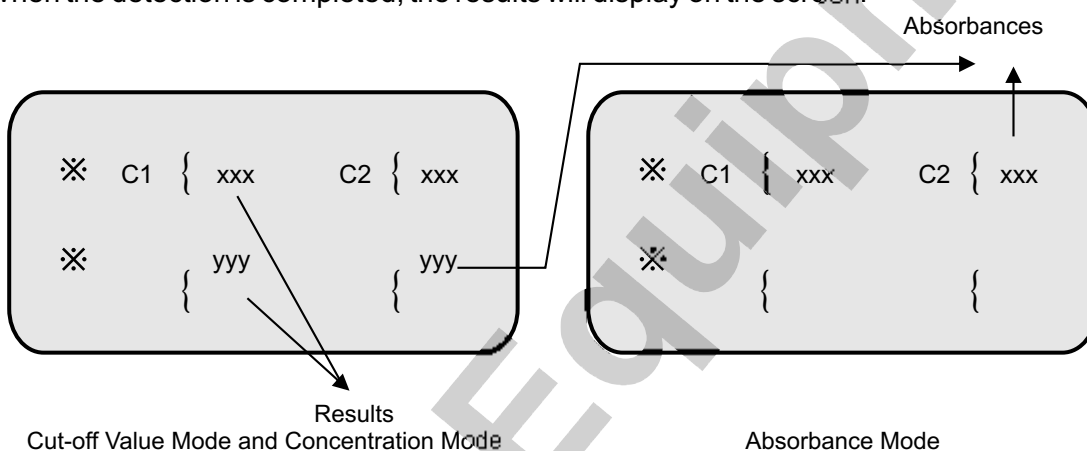 when the detection is completed, the results will display on the screen.
Absorbances
※ C1 { xxx C2 { xxx
※ { yyy { yyy
※ C1 { xxx C2 { xxx
※ { {
Results
Cut-off Value Mode and Concentration Mode
Absorbance Mode
Equip